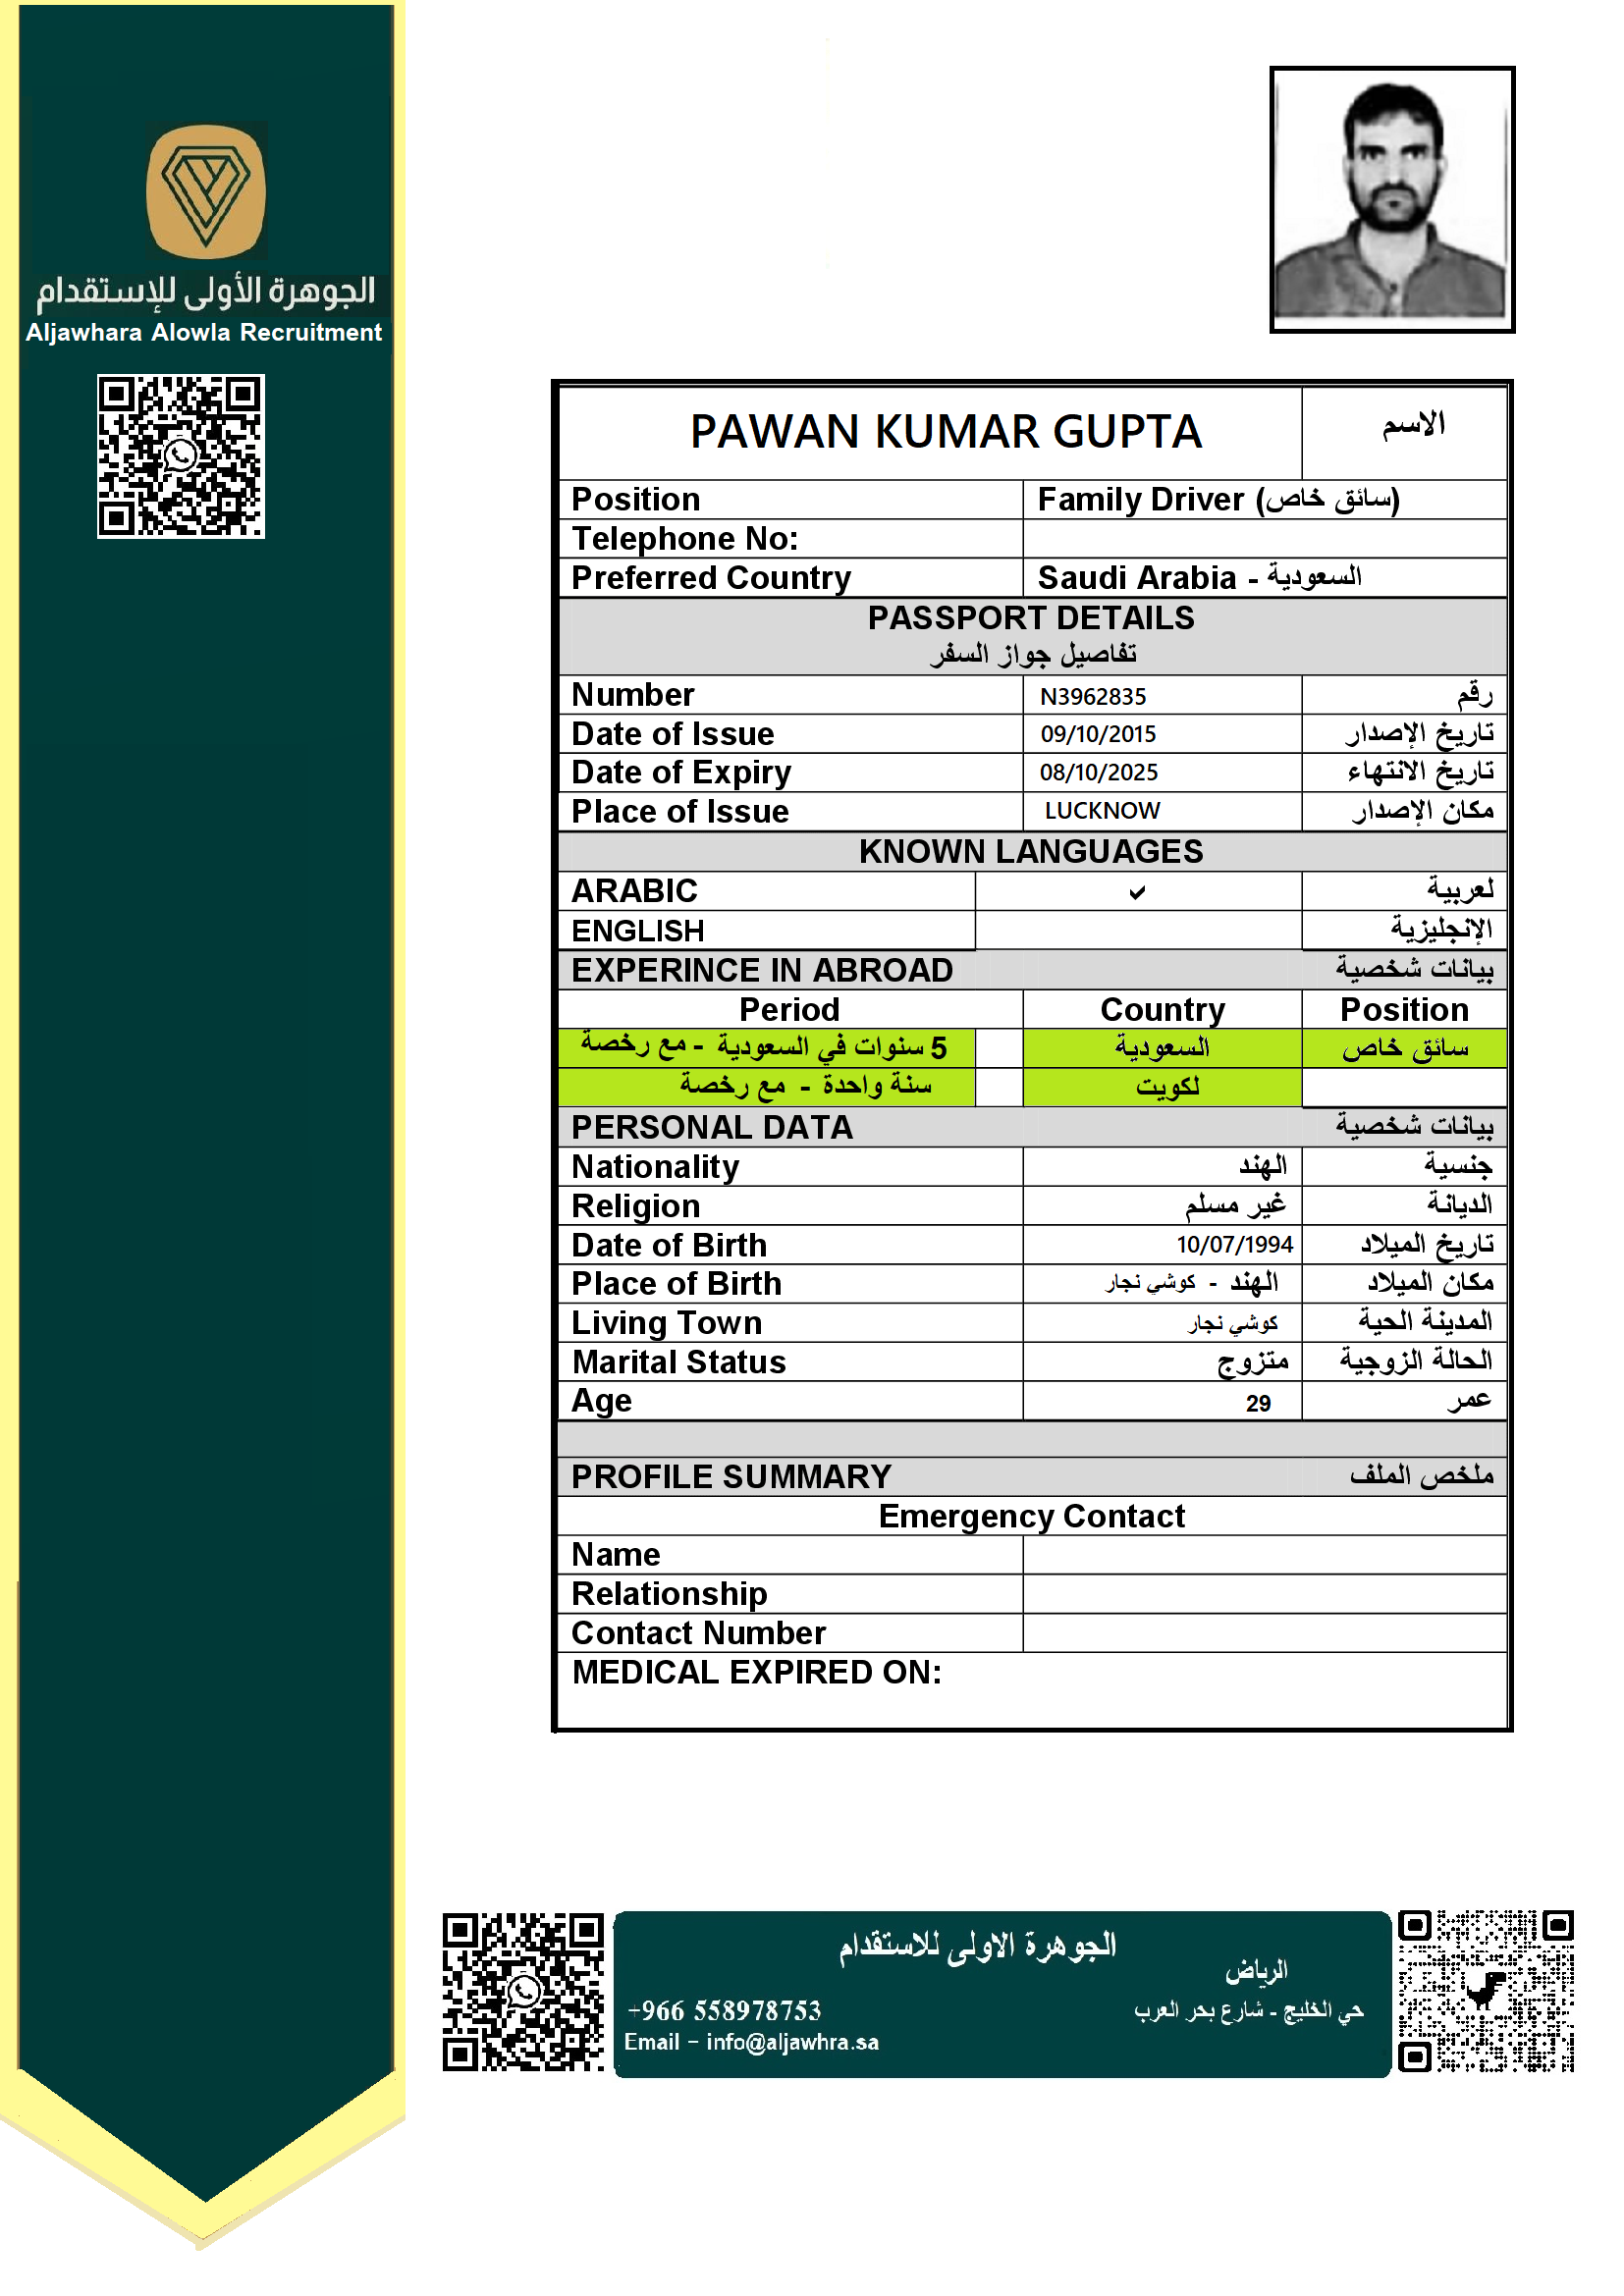 الجوهرة الأولى للإستقدام
Aljawhara Alowla Recruitment
PAWAN KUMAR GUPTA الاسم
Position Family Driver (سائق خاص)
Telephone No:
Preferred Country Saudi Arabia - السعودية
PASSPORT DETAILS
تفاصيل جواز السفر
Number N3962835 رقم
Date of Issue 09/10/2015 تاريخ الإصدار
Date of Expiry 08/10/2025 تاريخ الانتهاء
Place of Issue LUCKNOW مكان الإصدار
KNOWN LANGUAGES
ARABIC ✓ لعربية
ENGLISH الإنجليزية
EXPERINCE IN ABROAD بيانات شخصية
Period Country Position
5 سنوات في السعودية - مع رخصة السعودية سائق خاص
سنة واحدة - مع رخصة لكويت
PERSONAL DATA بيانات شخصية
Nationality الهند جنسية
Religion غير مسلم الديانة
Date of Birth 10/07/1994 تاريخ الميلاد
Place of Birth الهند - كوشي نجار مكان الميلاد
Living Town كوشي نجار المدينة الحية
Marital Status متزوج الحالة الزوجية
Age 29 عمر
PROFILE SUMMARY ملخص الملف
Emergency Contact
Name
Relationship
Contact Number
MEDICAL EXPIRED ON:
الجوهرة الاولى للاستقدام
الرياض
حي الخليج - شارع بحر العرب
+966 558978753
Email - info@aljawhra.sa